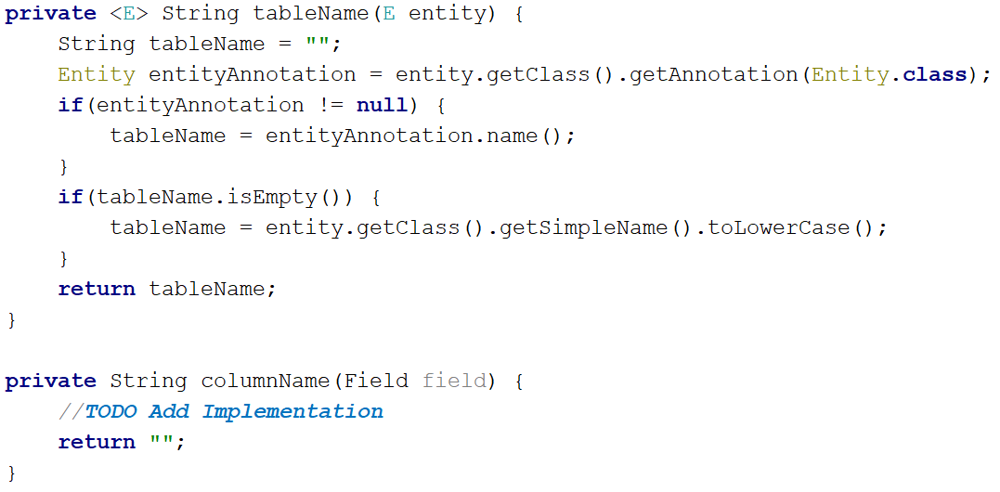 private <E> String tableName(E entity) {
    String tableName = "";
    Entity entityAnnotation = entity.getClass().getAnnotation(Entity.class);
    if(entityAnnotation != null) {
        tableName = entityAnnotation.name();
    }
    if(tableName.isEmpty()) {
        tableName = entity.getClass().getSimpleName().toLowerCase();
    }
    return tableName;
}

private String columnName(Field field) {
    //TODO Add Implementation
    return "";
}